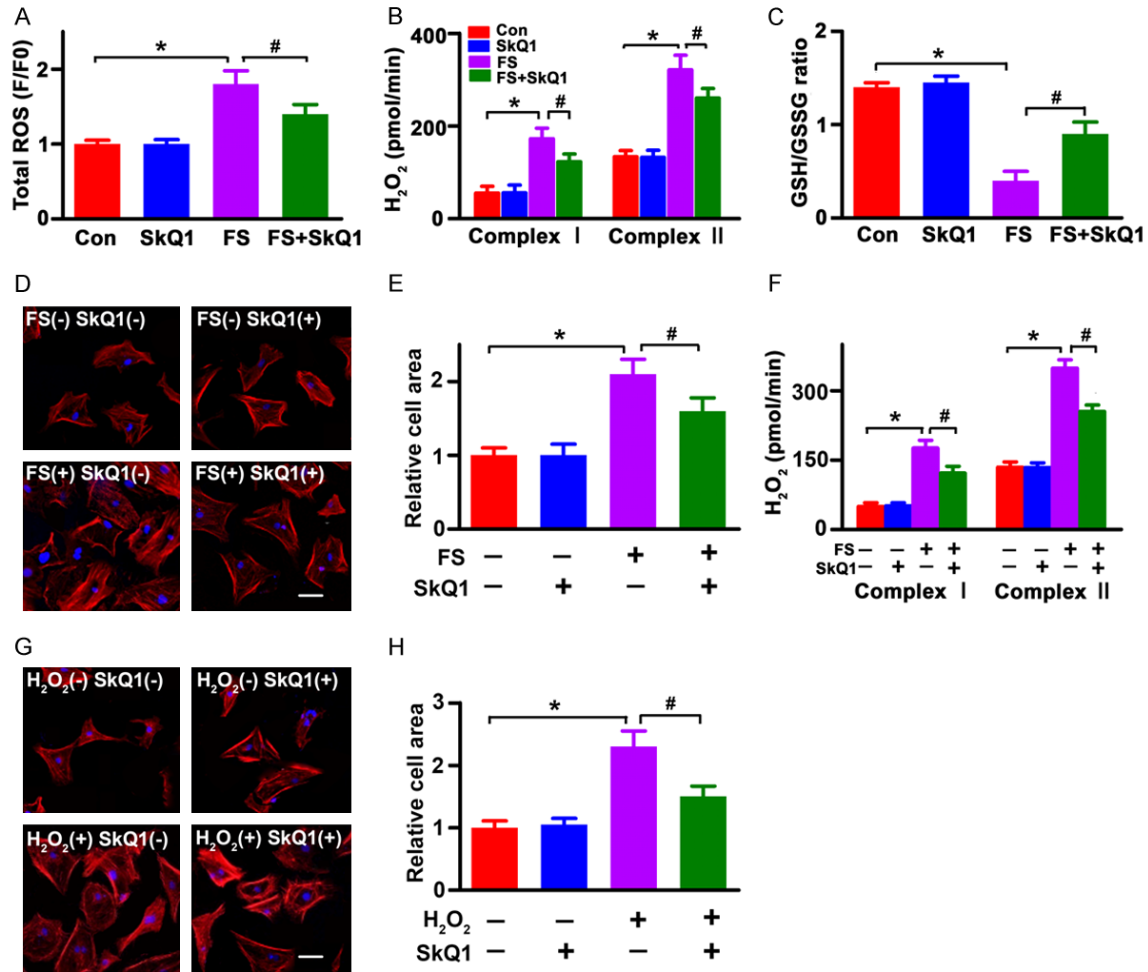 A
Total ROS (F/F0)
2
1
0
*
#
Con SkQ1 FS FS+SkQ1
B
H₂O₂ (pmol/min)
400
200
0
Con
SkQ1
FS
FS+SkQ1
*
#
*
#
Complex I Complex II
C
GSH/GSSG ratio
2
1
0
*
#
Con SkQ1 FS FS+SkQ1
D
FS(-) SkQ1(-)
FS(-) SkQ1(+)
FS(+) SkQ1(-)
FS(+) SkQ1(+)
E
Relative cell area
2
1
0
*
#
FS — — + +
SkQ1 — + — +
F
H₂O₂ (pmol/min)
300
150
0
*
#
*
#
FS — — + + — — + +
SkQ1 — + — + — + — +
Complex I Complex II
G
H₂O₂(-) SkQ1(-)
H₂O₂(-) SkQ1(+)
H₂O₂(+) SkQ1(-)
H₂O₂(+) SkQ1(+)
H
Relative cell area
3
2
1
0
*
#
H₂O₂ — — + +
SkQ1 — + — +